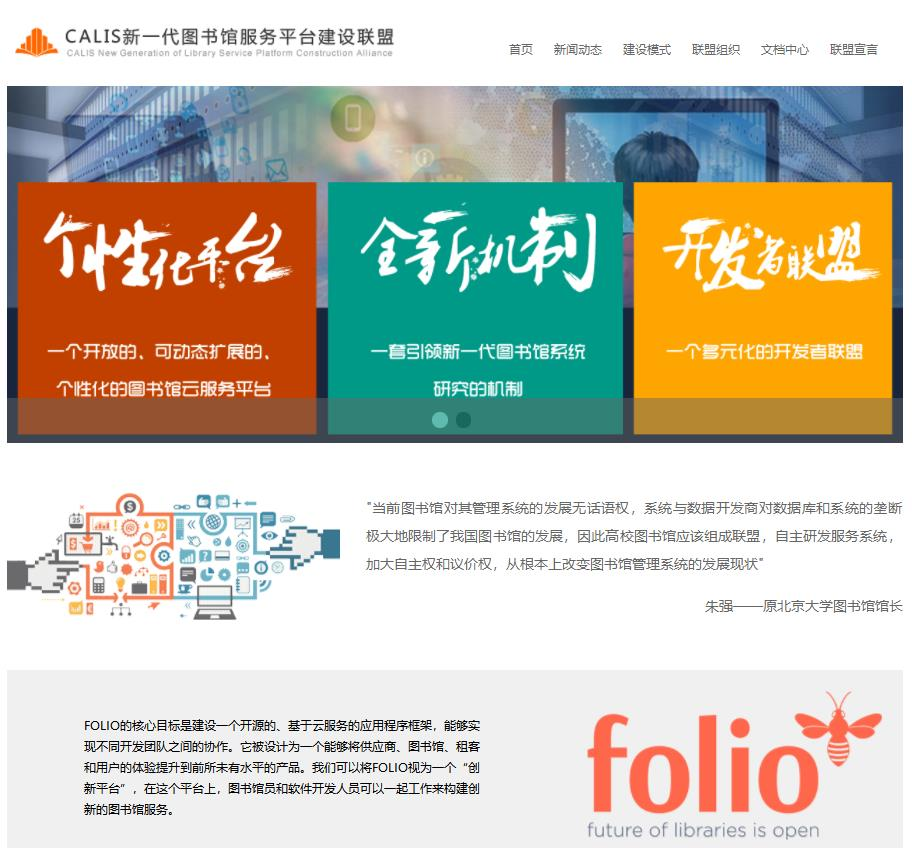 CALIS新一代图书馆服务平台建设联盟
CALIS New Generation of Library Service Platform Construction Alliance
首页 新闻动态 建设模式 联盟组织 文档中心 联盟宣言
个性化平台
一个开放的、可动态扩展的、
个性化的图书馆云服务平台
全新机制
一套引领新一代图书馆系统
研究的机制
开发者联盟
一个多元化的开发者联盟
"当前图书馆对其管理系统的发展无话语权，系统与数据开发商对数据库和系统的垄断
极大地限制了我国图书馆的发展，因此高校图书馆应该组成联盟，自主研发服务系统，
加大自主权和议价权，从根本上改变图书馆管理系统的发展现状"
朱强——原北京大学图书馆馆长
FOLIO的核心目标是建设一个开源的、基于云服务的应用程序框架，能够实
现不同开发团队之间的协作。它被设计为一个能够将供应商、图书馆、租客
和用户的体验提升到前所未有水平的产品。我们可以将FOLIO视为一个“创
新平台”，在这个平台上，图书馆员和软件开发人员可以一起工作来构建创
新的图书馆服务。
folio
future of libraries is open